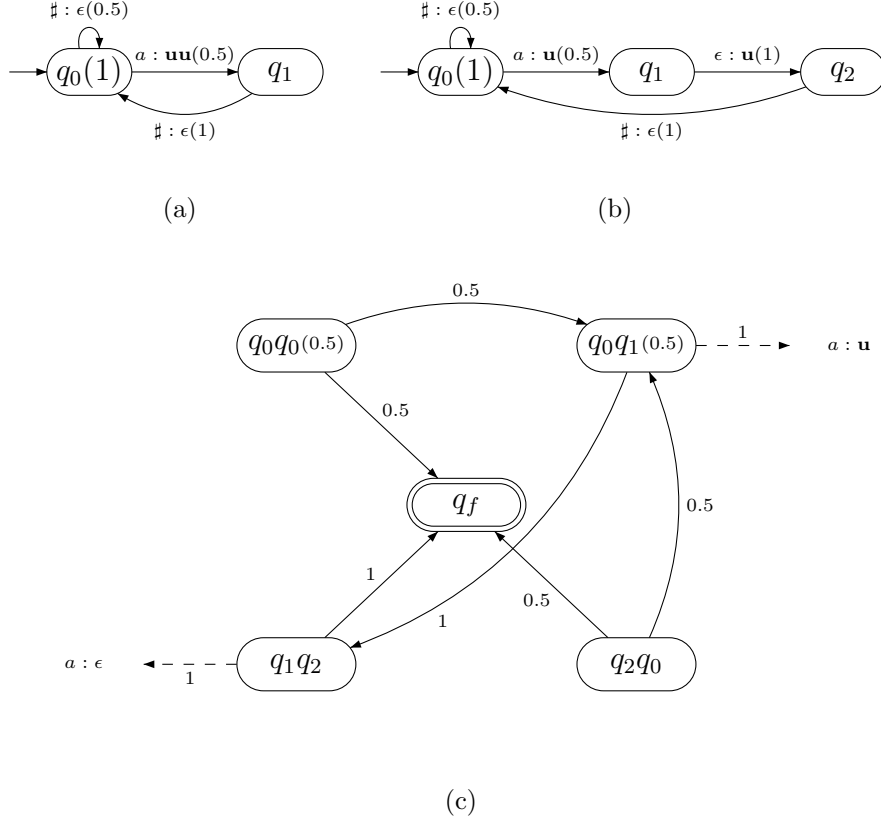 ♯ : ϵ(0.5)
q₀(1)
a : uu(0.5)
q₁
♯ : ϵ(1)
(a)
♯ : ϵ(0.5)
q₀(1)
a : u(0.5)
q₁
ϵ : u(1)
q₂
♯ : ϵ(1)
(b)
0.5
q₀q₀(0.5)
q₀q₁(0.5)
1
a : u
0.5
q_f
0.5
1
0.5
1
a : ϵ
1
q₁q₂
q₂q₀
(c)